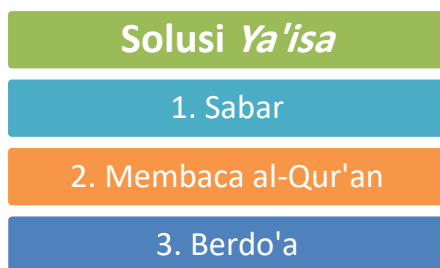 Solusi Ya'isa
1. Sabar
2. Membaca al-Qur'an
3. Berdo'a